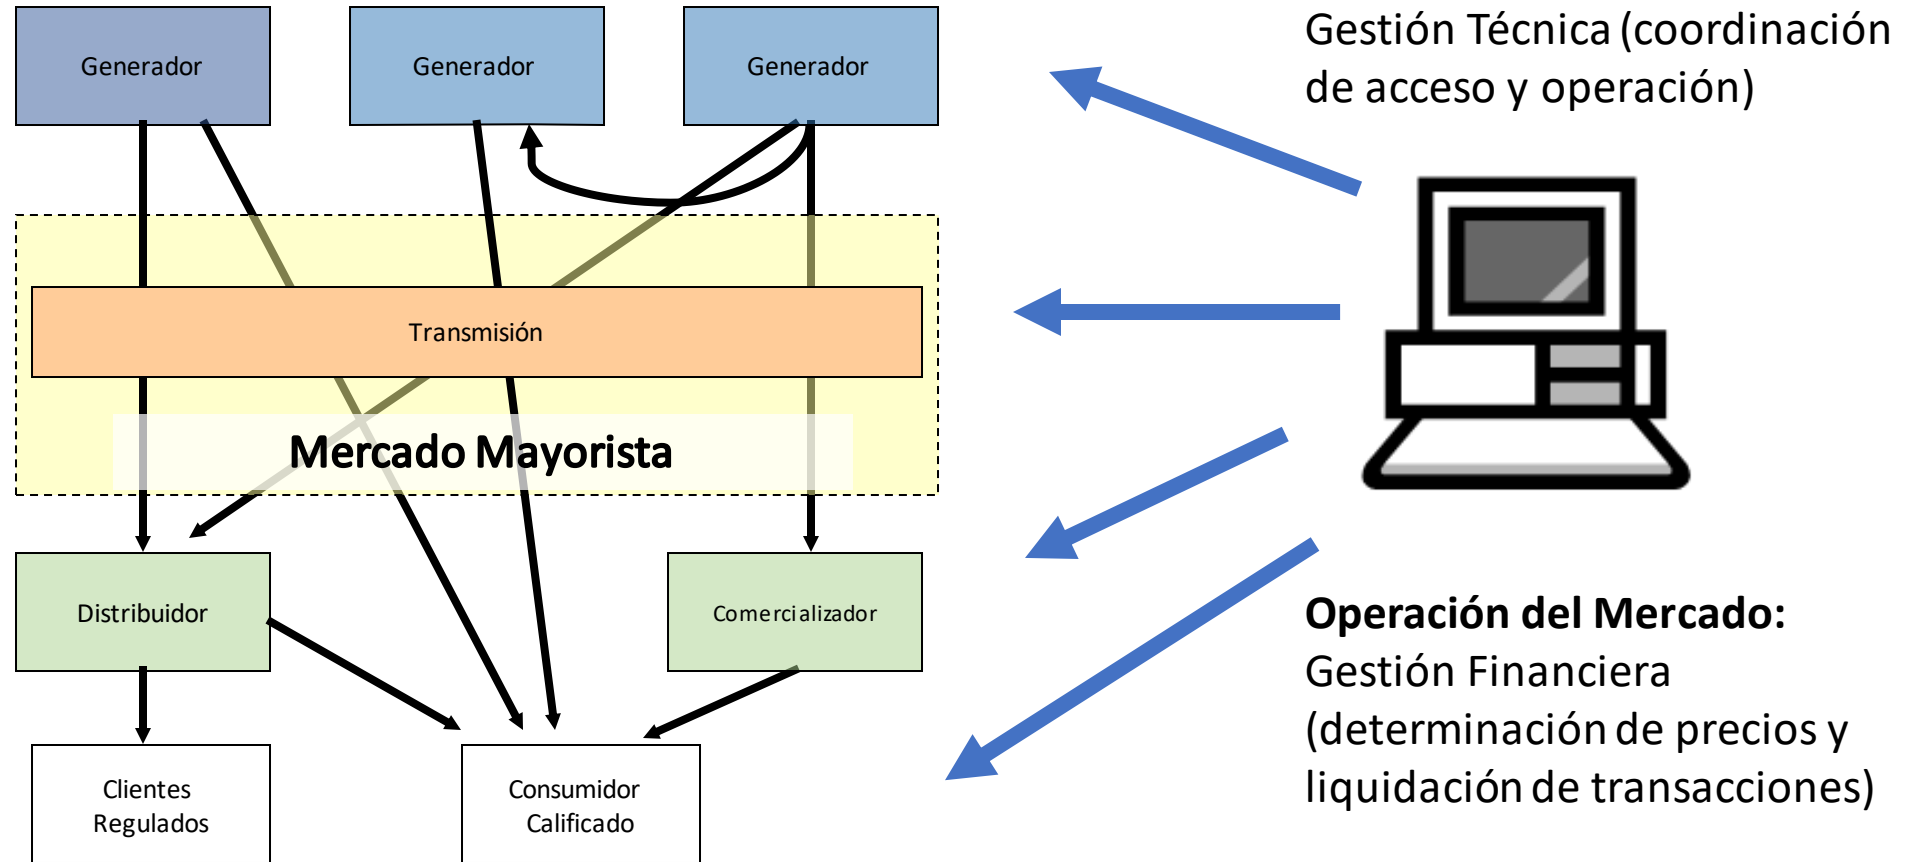 Generador
Generador
Generador
Transmisión
Mercado Mayorista
Distribuidor
Comercializador
Clientes
Regulados
Consumidor
Calificado
Gestión Técnica (coordinación
de acceso y operación)
Operación del Mercado:
Gestión Financiera
(determinación de precios y
liquidación de transacciones)